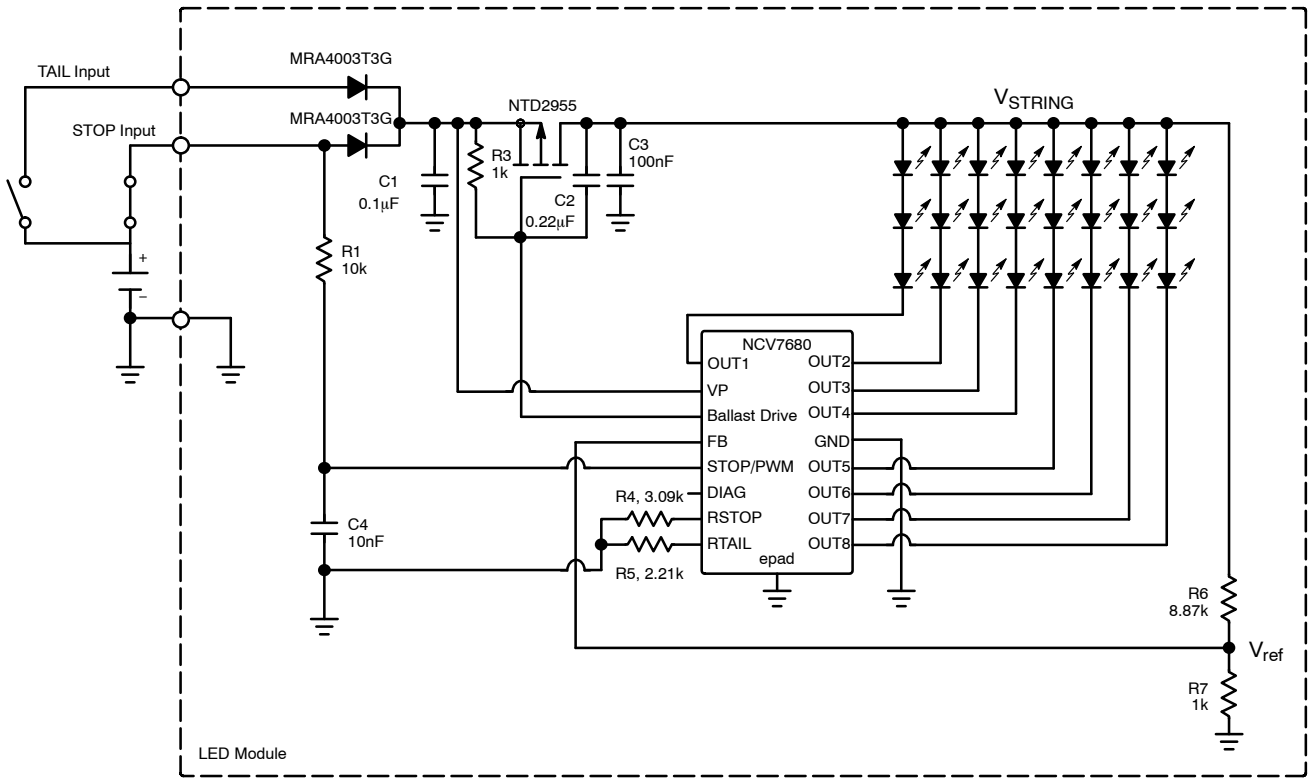 MRA4003T3G
TAIL Input
NTD2955
VSTRING
MRA4003T3G
STOP Input
R3
1k
C3
100nF
C1
0.1μF
C2
0.22μF
R1
10k
+
−
NCV7680
OUT1
OUT2
VP
OUT3
Ballast Drive
OUT4
FB
GND
STOP/PWM
OUT5
R4, 3.09k
DIAG
OUT6
RSTOP
OUT7
C4
10nF
RTAIL
OUT8
epad
R5, 2.21k
R6
8.87k
Vref
R7
1k
LED Module